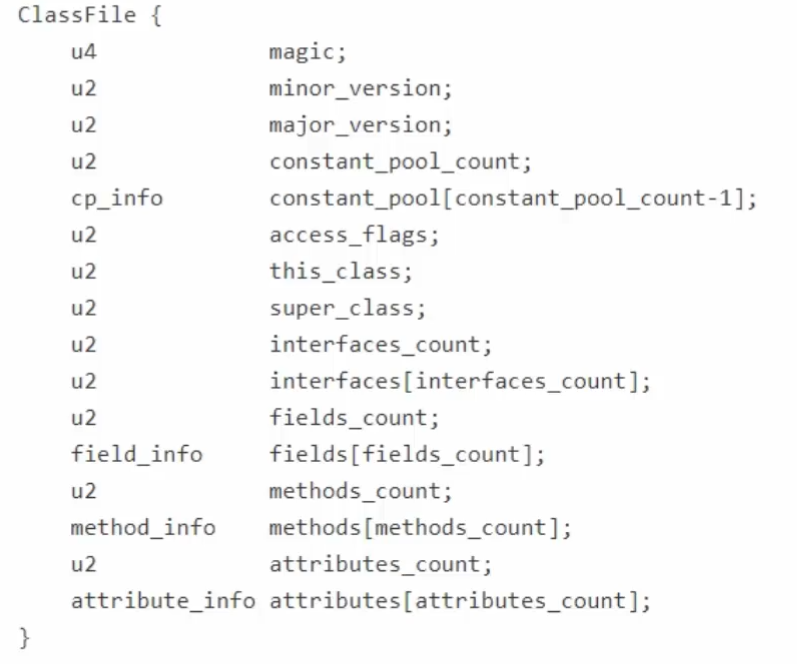 ClassFile {
u4 magic;
u2 minor_version;
u2 major_version;
u2 constant_pool_count;
cp_info constant_pool[constant_pool_count-1];
u2 access_flags;
u2 this_class;
u2 super_class;
u2 interfaces_count;
u2 interfaces[interfaces_count];
u2 fields_count;
field_info fields[fields_count];
u2 methods_count;
method_info methods[methods_count];
u2 attributes_count;
attribute_info attributes[attributes_count];
}